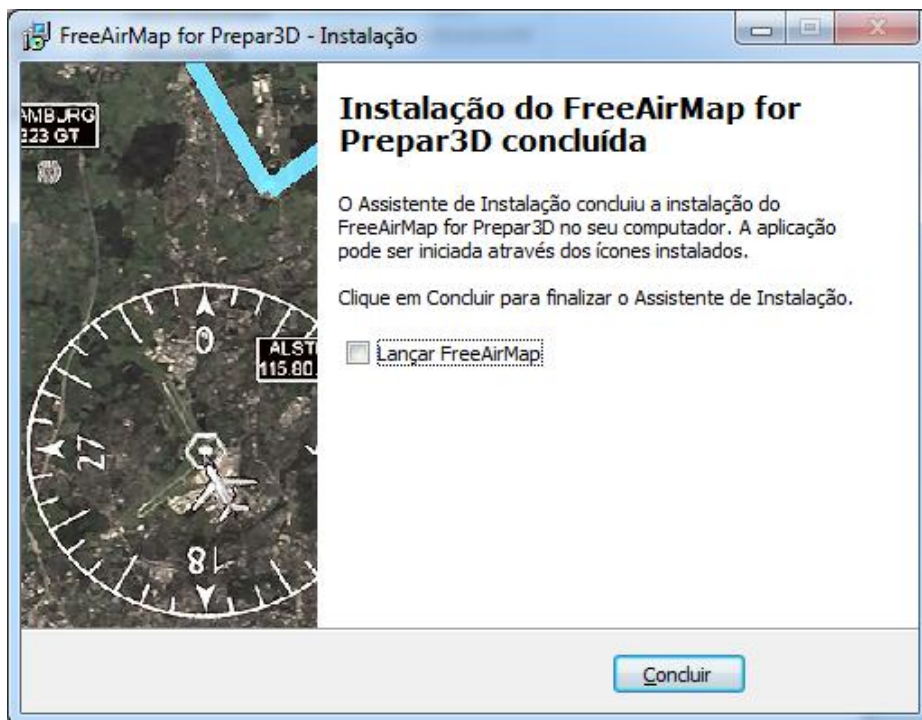 FreeAirMap for Prepar3D - Instalação
AMBURG
123 GT
Instalação do FreeAirMap for
Prepar3D concluída
O Assistente de Instalação concluiu a instalação do
FreeAirMap for Prepar3D no seu computador. A aplicação
pode ser iniciada através dos ícones instalados.
Clique em Concluir para finalizar o Assistente de Instalação.
Lançar FreeAirMap
0
ALST
115.80
27
18
Concluir